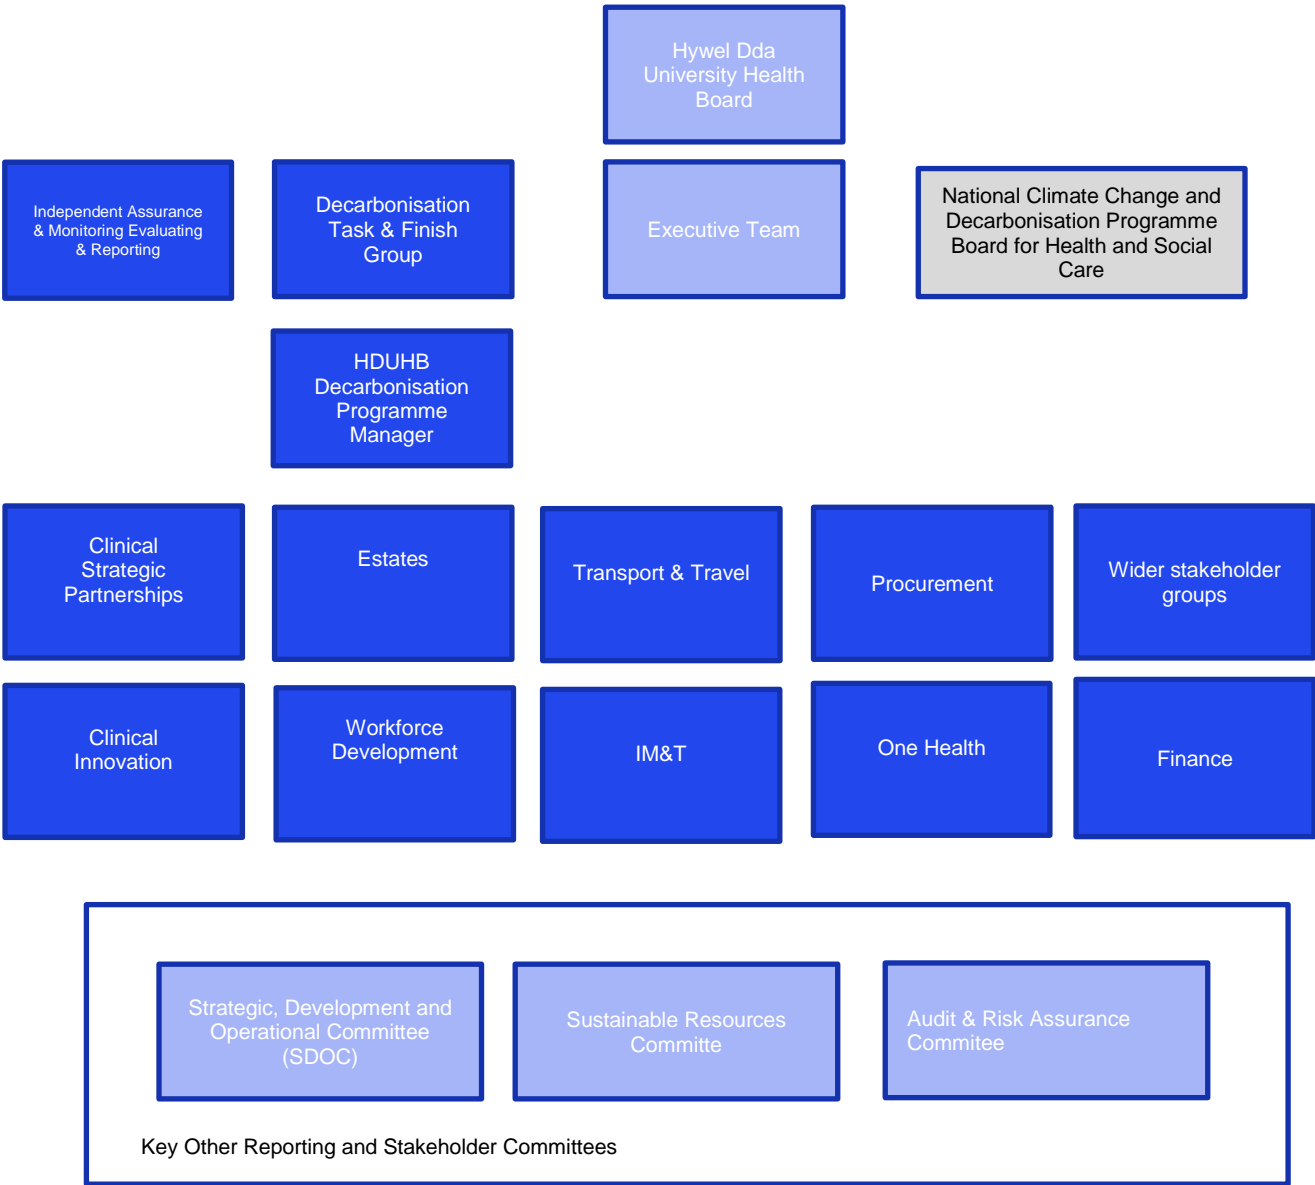 Hywel Dda
University Health
Board
Independent Assurance
& Monitoring Evaluating
& Reporting
Decarbonisation
Task & Finish
Group
Executive Team
National Climate Change and
Decarbonisation Programme
Board for Health and Social
Care
HDUHB
Decarbonisation
Programme
Manager
Clinical
Strategic
Partnerships
Estates
Transport & Travel
Procurement
Wider stakeholder
groups
Clinical
Innovation
Workforce
Development
IM&T
One Health
Finance
Strategic, Development and
Operational Committee
(SDOC)
Sustainable Resources
Committe
Audit & Risk Assurance
Commitee
Key Other Reporting and Stakeholder Committees